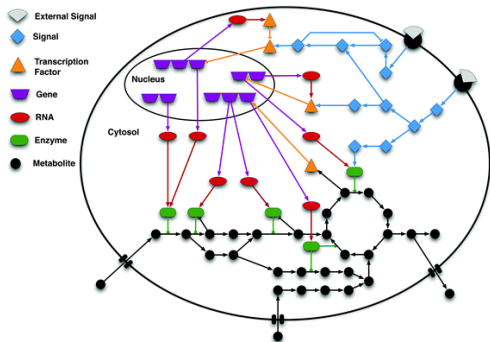 External Signal
Signal
Transcription
Factor
Gene
RNA
Enzyme
Metabolite
Nucleus
Cytosol